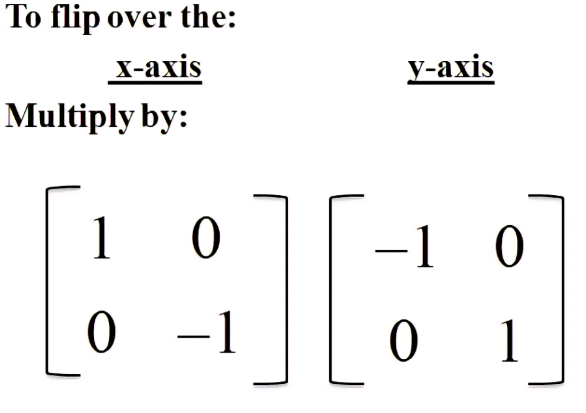 To flip over the:
x-axis y-axis
Multiply by:
1 0 −1 0
0 −1 0 1